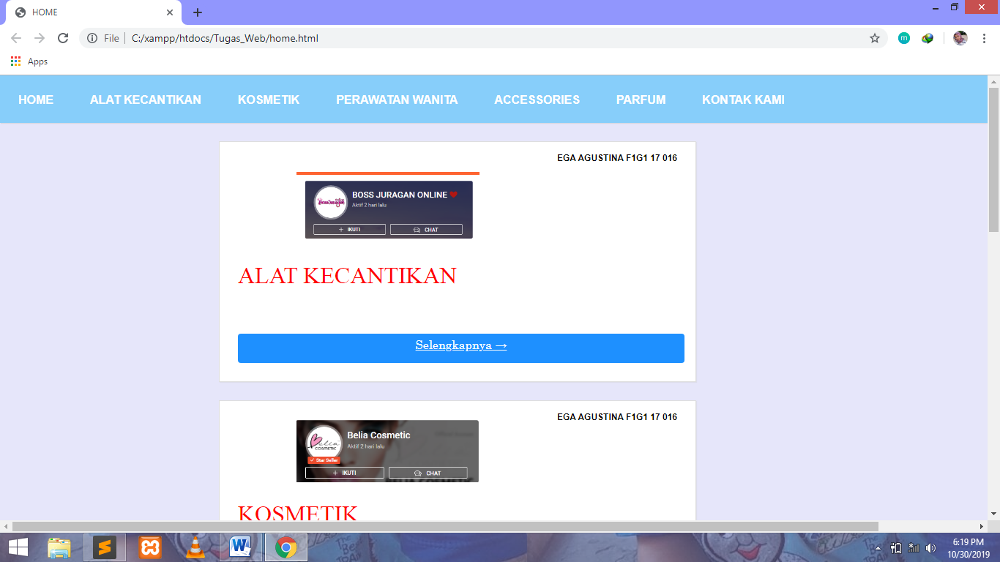 HOME
File
C:/xampp/htdocs/Tugas_Web/home.html
Apps
HOME ALAT KECANTIKAN KOSMETIK PERAWATAN WANITA ACCESSORIES PARFUM KONTAK KAMI
EGA AGUSTINA F1G1 17 016
BOSS JURAGAN ONLINE
Aktif 2 hari lalu
+ IKUTI CHAT
ALAT KECANTIKAN
Selengkapnya →
EGA AGUSTINA F1G1 17 016
Belia Cosmetic
Aktif 2 hari lalu
Belia
COSMETIC
Star Seller
+ IKUTI CHAT
KOSMETIK
6:19 PM
10/30/2019